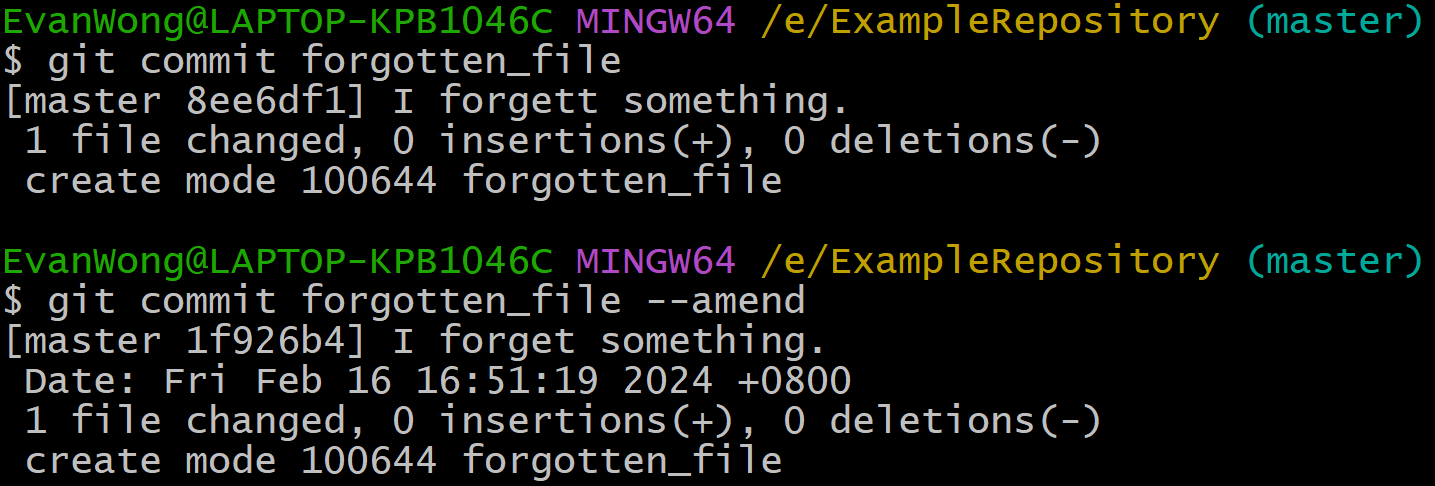 EvanWong@LAPTOP-KPB1046C MINGW64 /e/ExampleRepository (master)
$ git commit forgotten_file
[master 8ee6df1] I forgett something.
 1 file changed, 0 insertions(+), 0 deletions(-)
 create mode 100644 forgotten_file

EvanWong@LAPTOP-KPB1046C MINGW64 /e/ExampleRepository (master)
$ git commit forgotten_file --amend
[master 1f926b4] I forget something.
 Date: Fri Feb 16 16:51:19 2024 +0800
 1 file changed, 0 insertions(+), 0 deletions(-)
 create mode 100644 forgotten_file